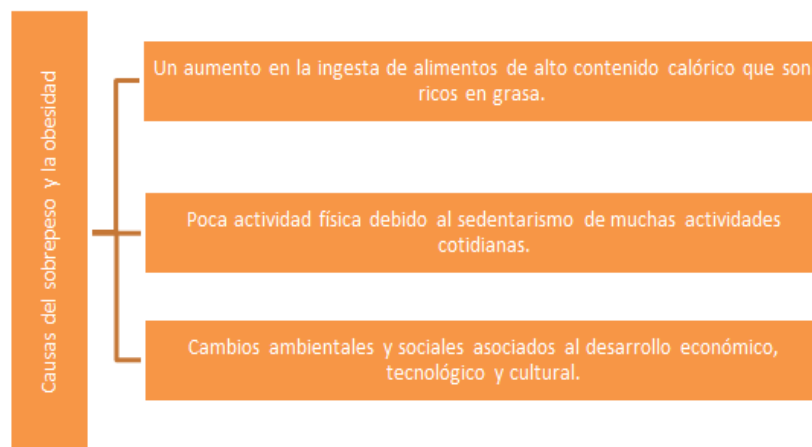 Causas del sobrepeso y la obesidad
Un aumento en la ingesta de alimentos de alto contenido calórico que son
ricos en grasa.
Poca actividad física debido al sedentarismo de muchas actividades
cotidianas.
Cambios ambientales y sociales asociados al desarrollo económico,
tecnológico y cultural.